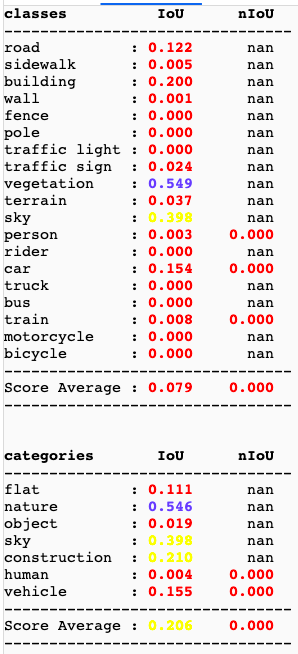 classes IoU nIoU
--------------------------------
road : 0.122 nan
sidewalk : 0.005 nan
building : 0.200 nan
wall : 0.001 nan
fence : 0.000 nan
pole : 0.000 nan
traffic light : 0.000 nan
traffic sign : 0.024 nan
vegetation : 0.549 nan
terrain : 0.037 nan
sky : 0.398 nan
person : 0.003 0.000
rider : 0.000 nan
car : 0.154 0.000
truck : 0.000 nan
bus : 0.000 nan
train : 0.008 0.000
motorcycle : 0.000 nan
bicycle : 0.000 nan
--------------------------------
Score Average : 0.079 0.000
--------------------------------
categories IoU nIoU
--------------------------------
flat : 0.111 nan
nature : 0.546 nan
object : 0.019 nan
sky : 0.398 nan
construction : 0.210 nan
human : 0.004 0.000
vehicle : 0.155 0.000
--------------------------------
Score Average : 0.206 0.000
--------------------------------